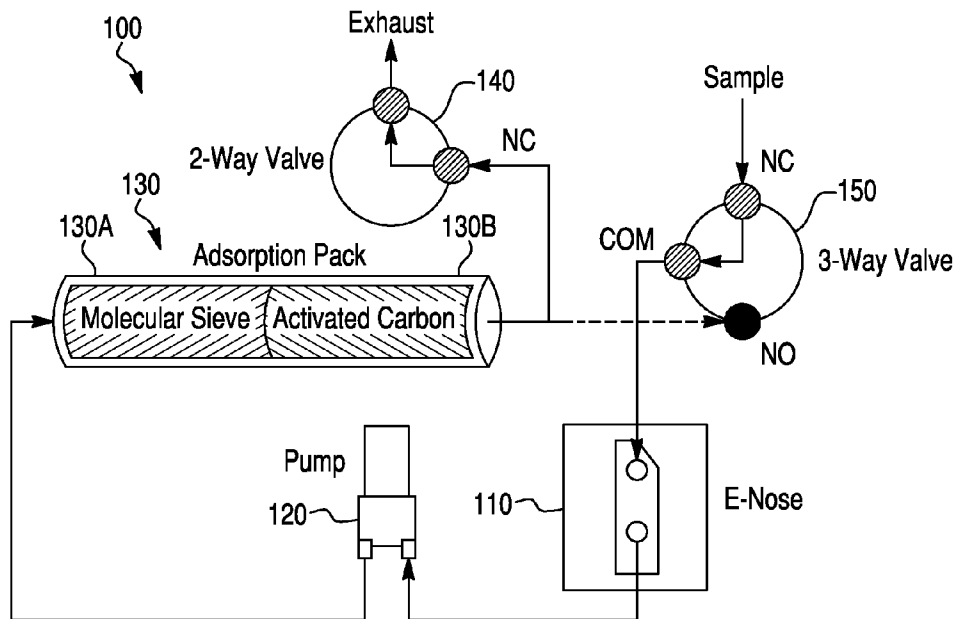 100
Exhaust
140
Sample
2-Way Valve
NC
NC
150
130
130A
130B
COM
3-Way Valve
Adsorption Pack
Molecular Sieve
Activated Carbon
NO
Pump
120
110
E-Nose